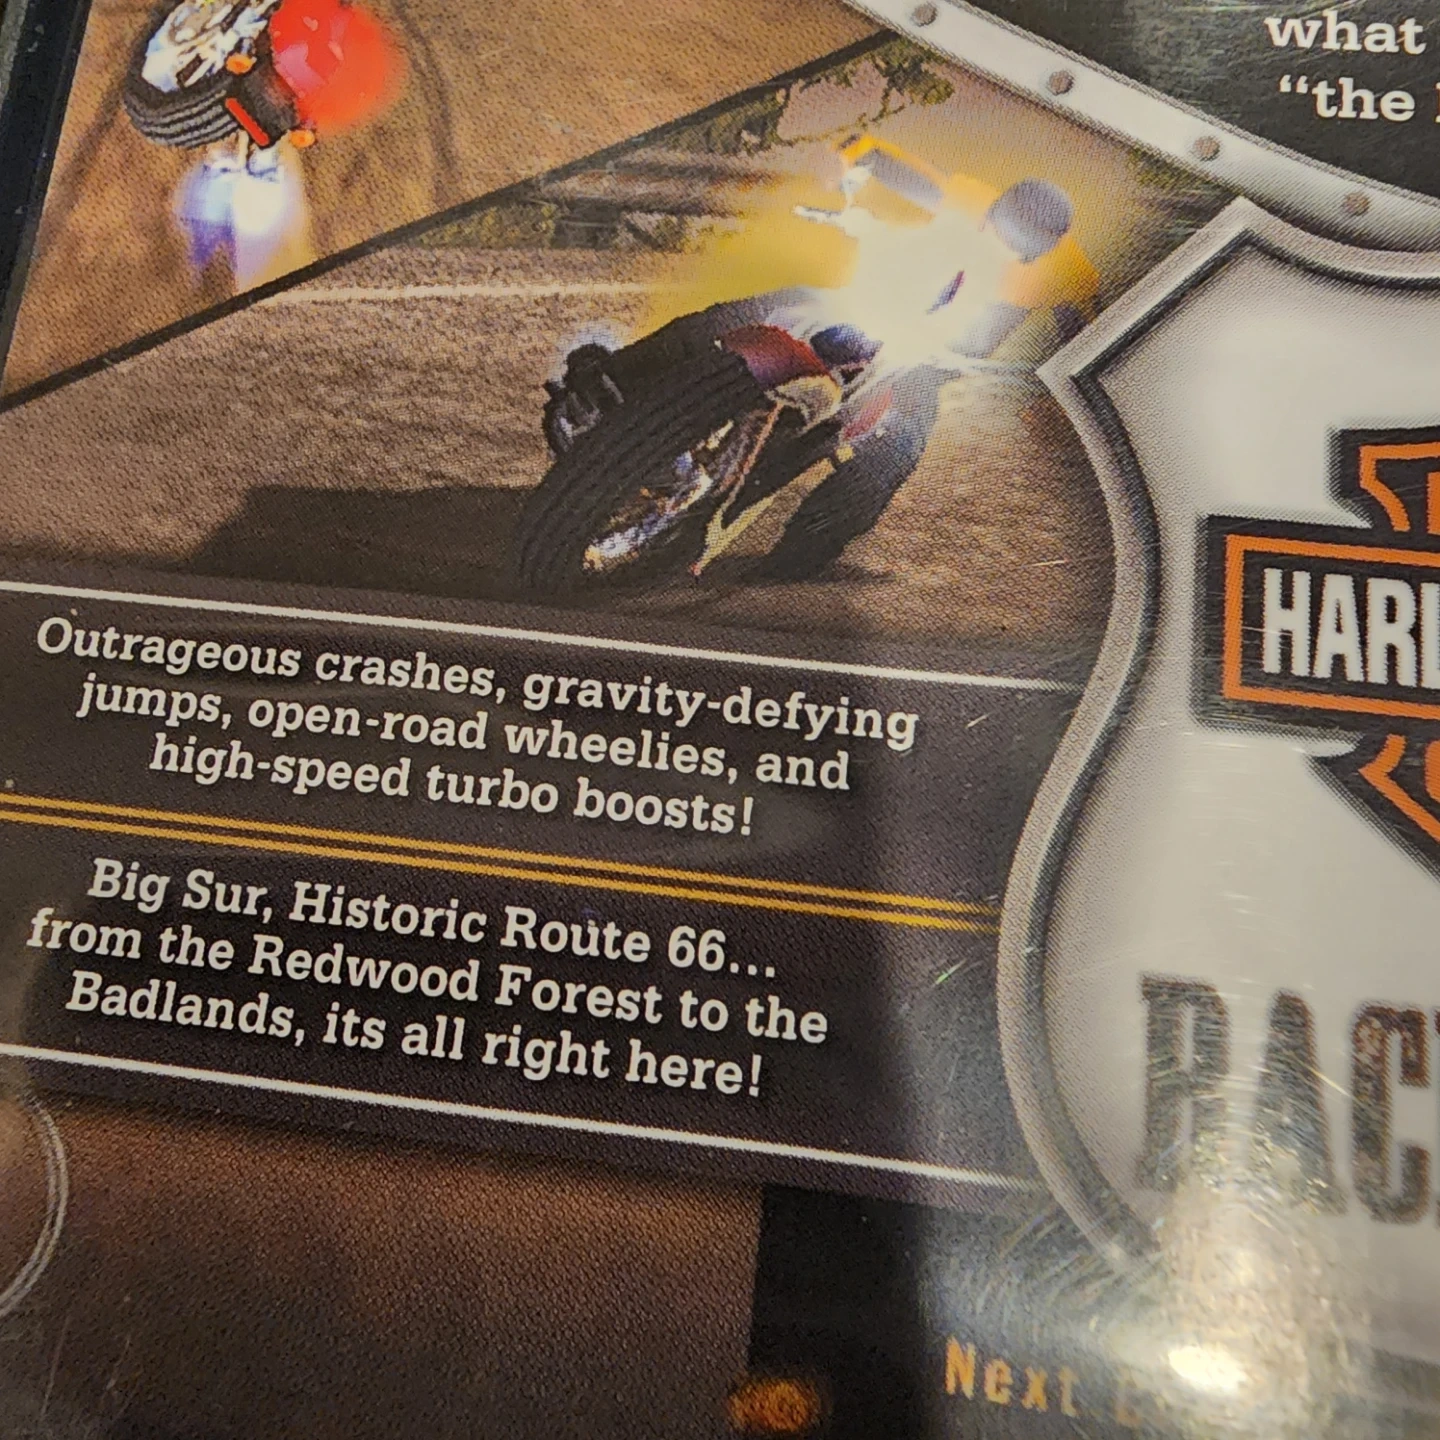 what
“the
Outrageous crashes, gravity-defying
jumps, open-road wheelies, and
high-speed turbo boosts!
Big Sur, Historic Route 66...
from the Redwood Forest to the
Badlands, its all right here!
HARL
RAC
Next